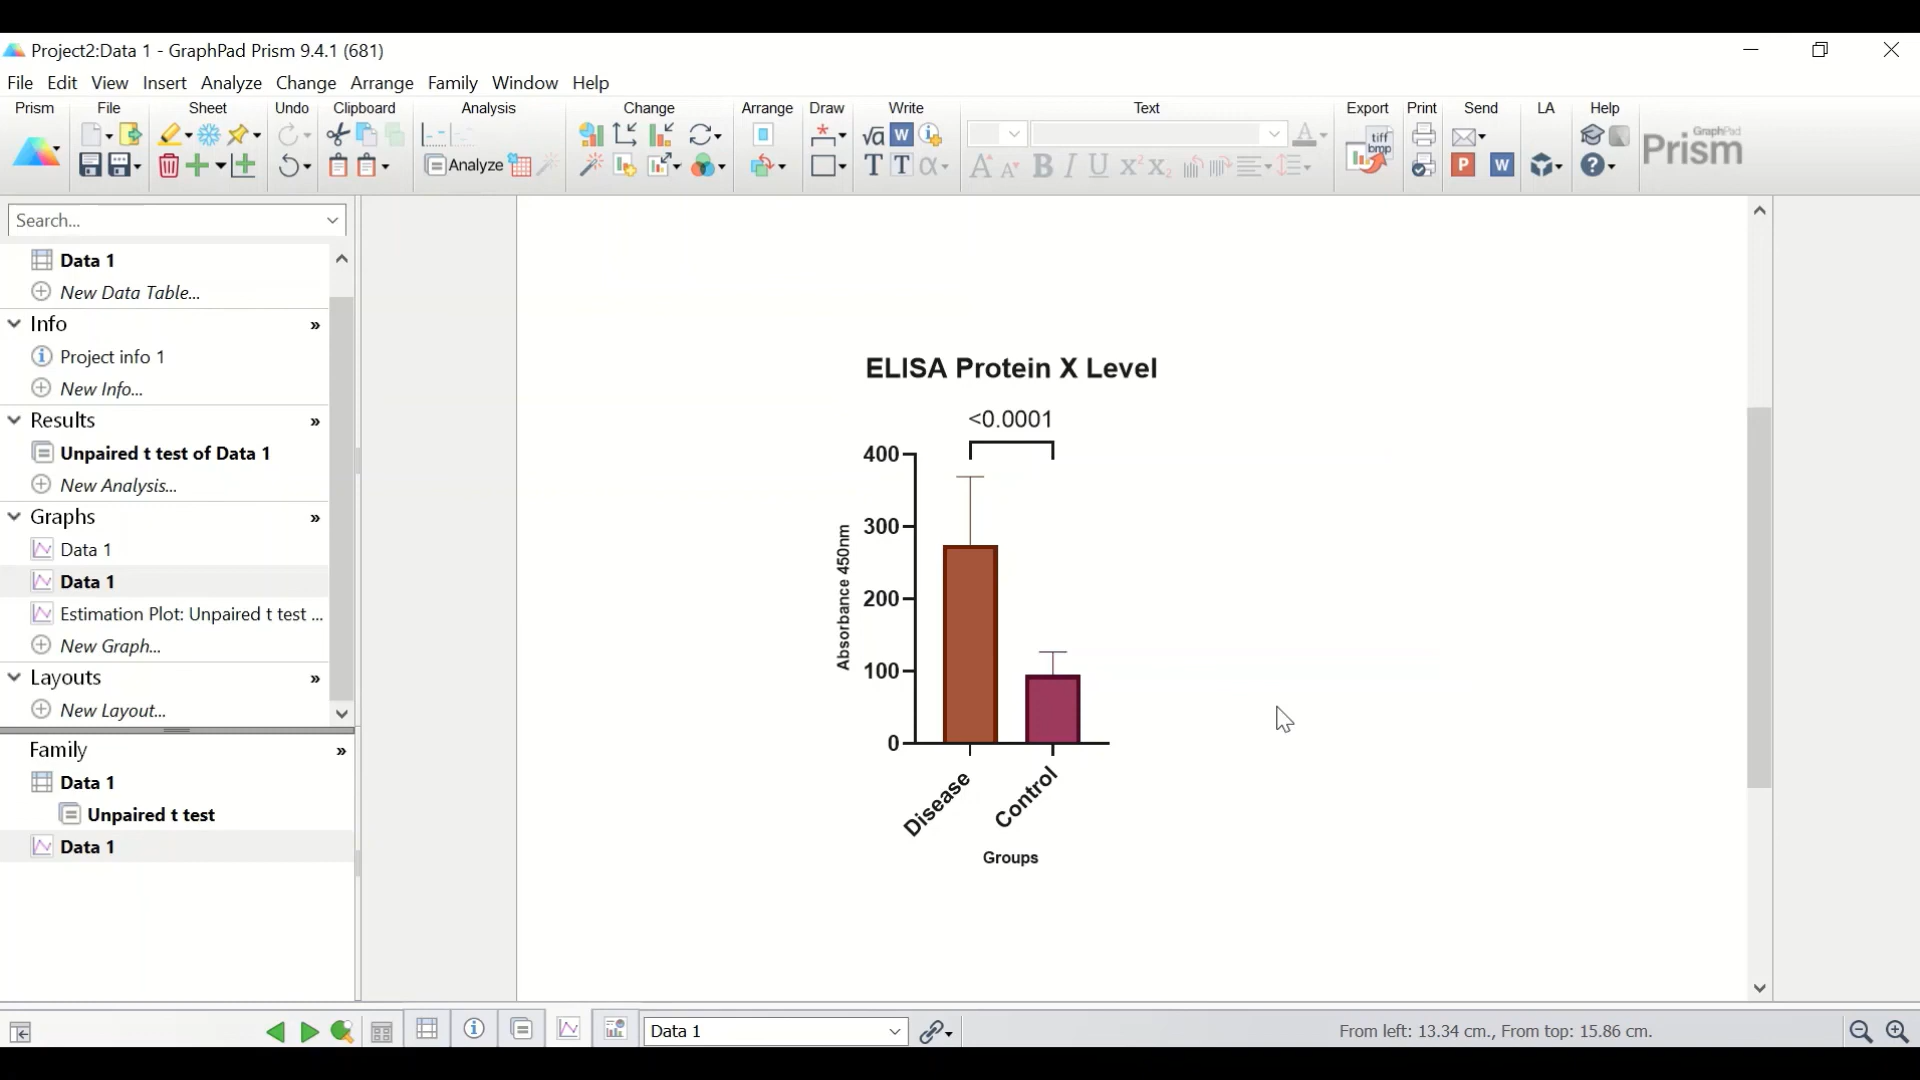 Project2:Data 1 - GraphPad Prism 9.4.1 (681)
File Edit View Insert Analyze Change Arrange Family Window Help
Prism File Sheet Undo Clipboard Analysis Change Arrange Draw Write Text Export Print Send LA Help
Analyze
tiff
bmp
GraphPad
Prism
Search...
Data 1
New Data Table...
Info
Project info 1
New Info...
Results
Unpaired t test of Data 1
New Analysis...
Graphs
Data 1
Data 1
Estimation Plot: Unpaired t test ...
New Graph...
Layouts
New Layout...
Family
Data 1
Unpaired t test
Data 1
ELISA Protein X Level
<0.0001
400
300
200
100
0
Absorbance 450nm
Disease
Control
Groups
Data 1
From left: 13.34 cm., From top: 15.86 cm.